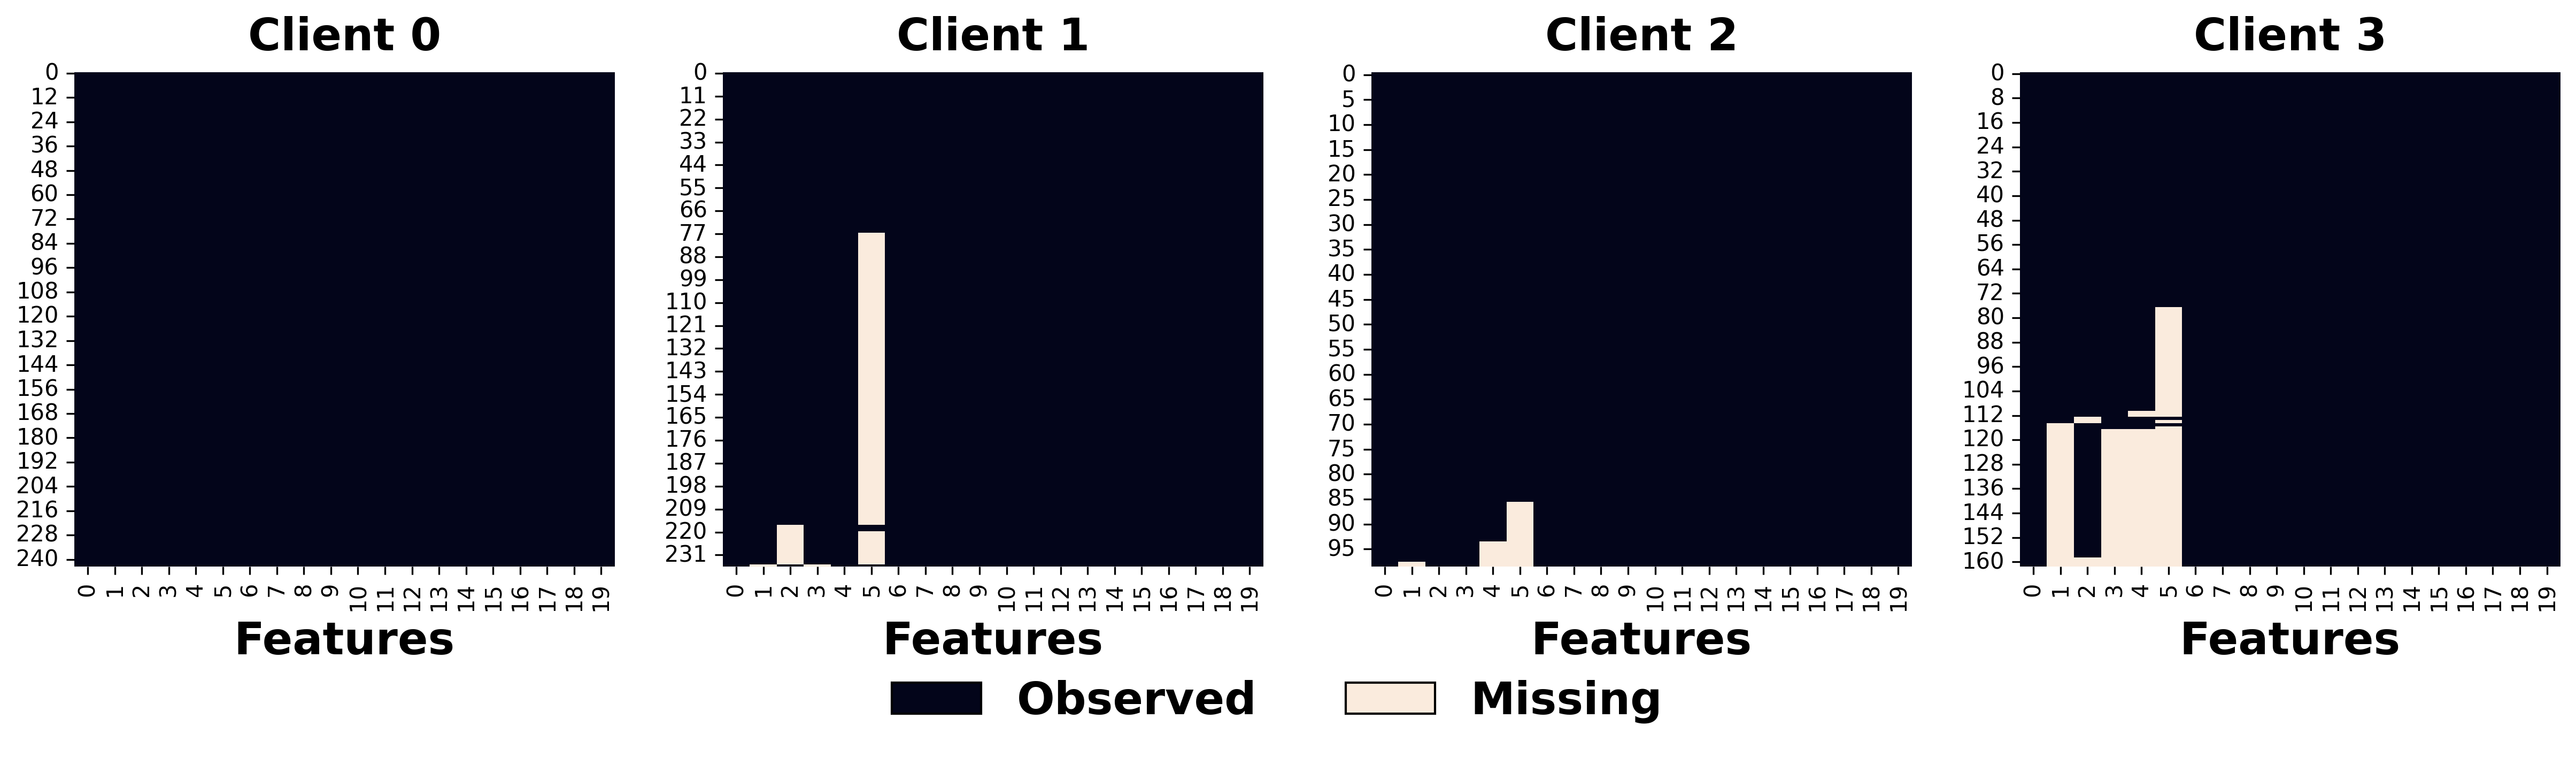 Client 0 Client 1 Client 2 Client 3
0 12 24 36 48 60 72 84 96 108 120 132 144 156 168 180 192 204 216 228 240
0 1 2 3 4 5 6 7 8 9 10 11 12 13 14 15 16 17 18 19
Features
0 11 22 33 44 55 66 77 88 99 110 121 132 143 154 165 176 187 198 209 220 231
0 1 2 3 4 5 6 7 8 9 10 11 12 13 14 15 16 17 18 19
Features
0 5 10 15 20 25 30 35 40 45 50 55 60 65 70 75 80 85 90 95
0 1 2 3 4 5 6 7 8 9 10 11 12 13 14 15 16 17 18 19
Features
0 8 16 24 32 40 48 56 64 72 80 88 96 104 112 120 128 136 144 152 160
0 1 2 3 4 5 6 7 8 9 10 11 12 13 14 15 16 17 18 19
Features
Observed Missing